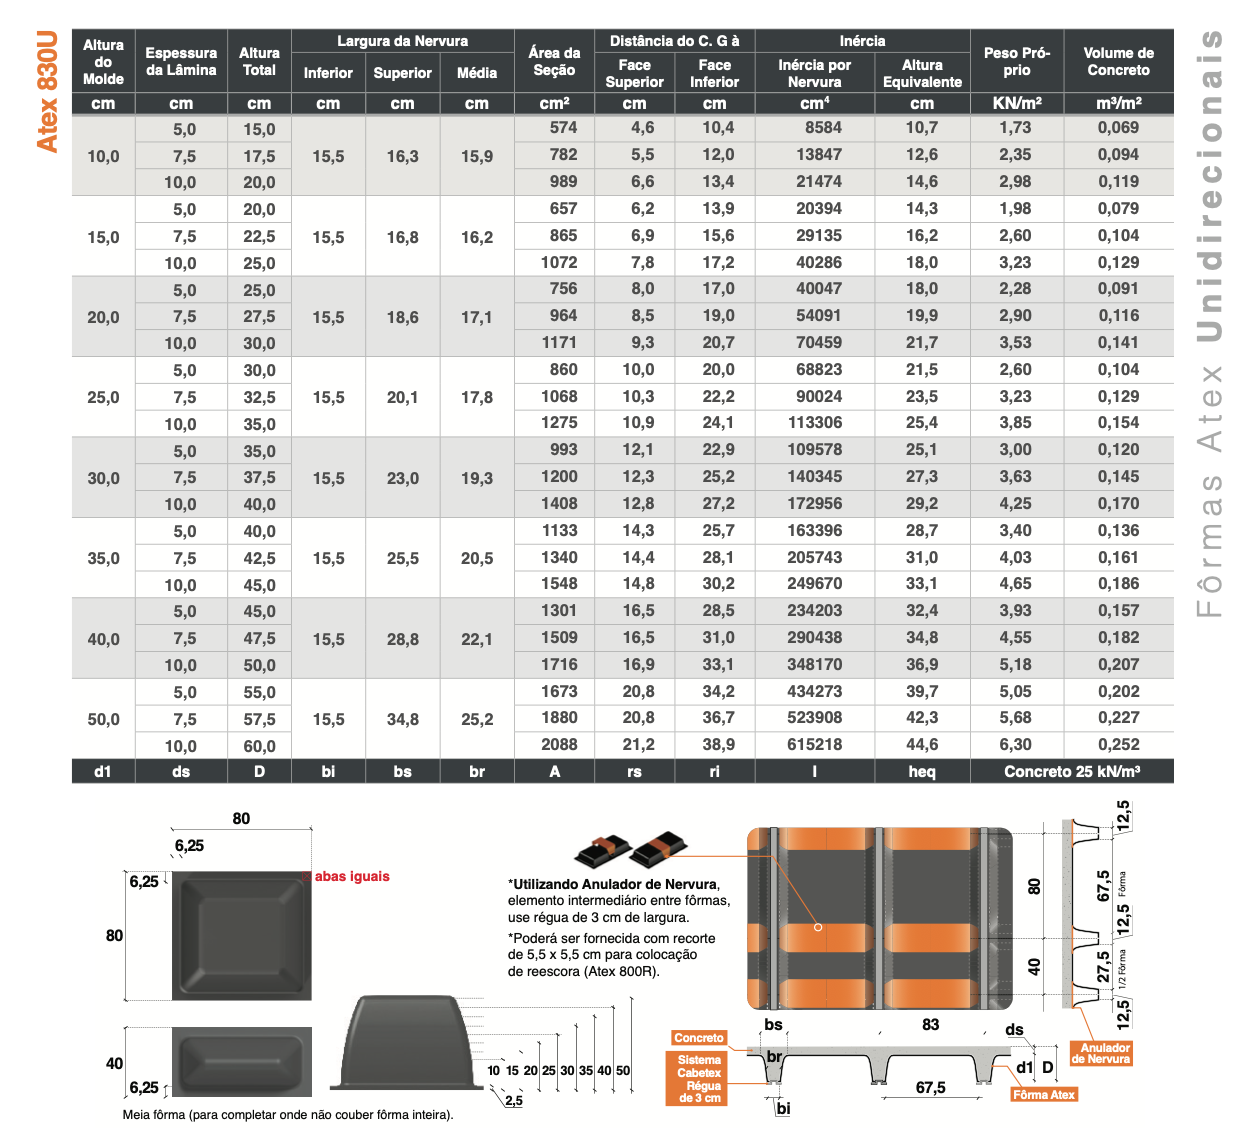 Atex 830U
Fôrmas Atex Unidirecionais
Altura do Molde Espessura da Lâmina Altura Total Largura da Nervura Área da Seção Distância do C. G à Inércia Peso Pró-prio Volume de Concreto
Inferior Superior Média Face Superior Face Inferior Inércia por Nervura Altura Equivalente
cm cm cm cm cm cm cm² cm cm cm⁴ cm KN/m² m³/m²
5,0 15,0 574 4,6 10,4 8584 10,7 1,73 0,069
10,0 7,5 17,5 15,5 16,3 15,9 782 5,5 12,0 13847 12,6 2,35 0,094
10,0 20,0 989 6,6 13,4 21474 14,6 2,98 0,119
5,0 20,0 657 6,2 13,9 20394 14,3 1,98 0,079
15,0 7,5 22,5 15,5 16,8 16,2 865 6,9 15,6 29135 16,2 2,60 0,104
10,0 25,0 1072 7,8 17,2 40286 18,0 3,23 0,129
5,0 25,0 756 8,0 17,0 40047 18,0 2,28 0,091
20,0 7,5 27,5 15,5 18,6 17,1 964 8,5 19,0 54091 19,9 2,90 0,116
10,0 30,0 1171 9,3 20,7 70459 21,7 3,53 0,141
5,0 30,0 860 10,0 20,0 68823 21,5 2,60 0,104
25,0 7,5 32,5 15,5 20,1 17,8 1068 10,3 22,2 90024 23,5 3,23 0,129
10,0 35,0 1275 10,9 24,1 113306 25,4 3,85 0,154
5,0 35,0 993 12,1 22,9 109578 25,1 3,00 0,120
30,0 7,5 37,5 15,5 23,0 19,3 1200 12,3 25,2 140345 27,3 3,63 0,145
10,0 40,0 1408 12,8 27,2 172956 29,2 4,25 0,170
5,0 40,0 1133 14,3 25,7 163396 28,7 3,40 0,136
35,0 7,5 42,5 15,5 25,5 20,5 1340 14,4 28,1 205743 31,0 4,03 0,161
10,0 45,0 1548 14,8 30,2 249670 33,1 4,65 0,186
5,0 45,0 1301 16,5 28,5 234203 32,4 3,93 0,157
40,0 7,5 47,5 15,5 28,8 22,1 1509 16,5 31,0 290438 34,8 4,55 0,182
10,0 50,0 1716 16,9 33,1 348170 36,9 5,18 0,207
5,0 55,0 1673 20,8 34,2 434273 39,7 5,05 0,202
50,0 7,5 57,5 15,5 34,8 25,2 1880 20,8 36,7 523908 42,3 5,68 0,227
10,0 60,0 2088 21,2 38,9 615218 44,6 6,30 0,252
d1 ds D bi bs br A rs ri I heq Concreto 25 kN/m³
80
6,25
6,25
abas iguais
80
40
6,25
Meia fôrma (para completar onde não couber fôrma inteira).
10 15 20 25 30 35 40 50
2,5
*Utilizando Anulador de Nervura,
elemento intermediário entre fôrmas,
use régua de 3 cm de largura.
*Poderá ser fornecida com recorte
de 5,5 x 5,5 cm para colocação
de reescora (Atex 800R).
80
40
12,5
67,5
Fôrma
12,5
27,5
1/2 Fôrma
12,5
Anulador
de Nervura
bs
83
ds
Concreto
Sistema
Cabetex
Régua
de 3 cm
br
d1
D
67,5
Fôrma Atex
bi